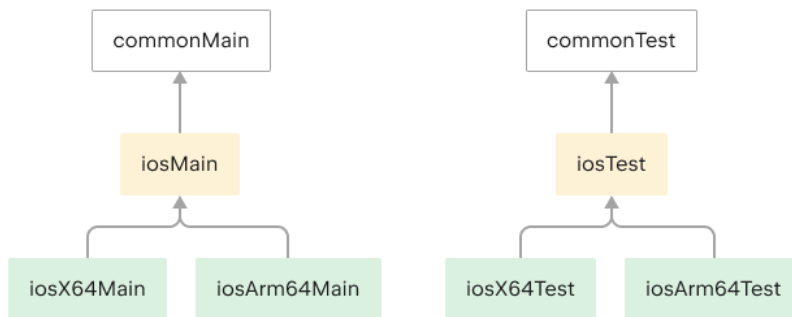 commonMain
commonTest
iosMain
iosTest
iosX64Main
iosArm64Main
iosX64Test
iosArm64Test